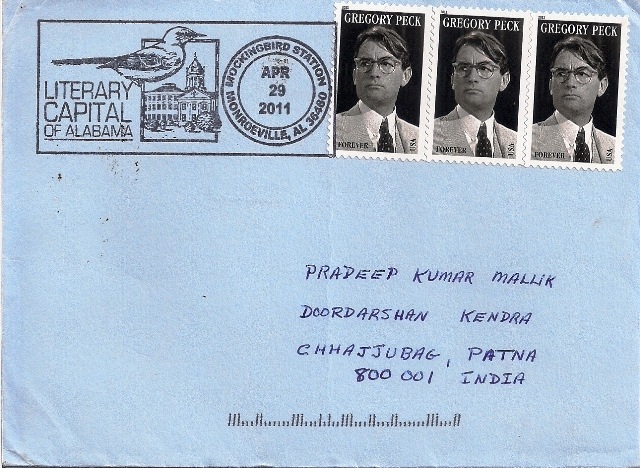 LITERARY
CAPITAL
OF ALABAMA
MOCKINGBIRD STATION
APR
29
2011
MONROEVILLE, AL 36460
GREGORY PECK
FOREVER USA
GREGORY PECK
FOREVER USA
GREGORY PECK
FOREVER USA
PRADEEP KUMAR MALLIK
DOORDARSHAN KENDRA
CHHAJJUBAG, PATNA
800 001 INDIA